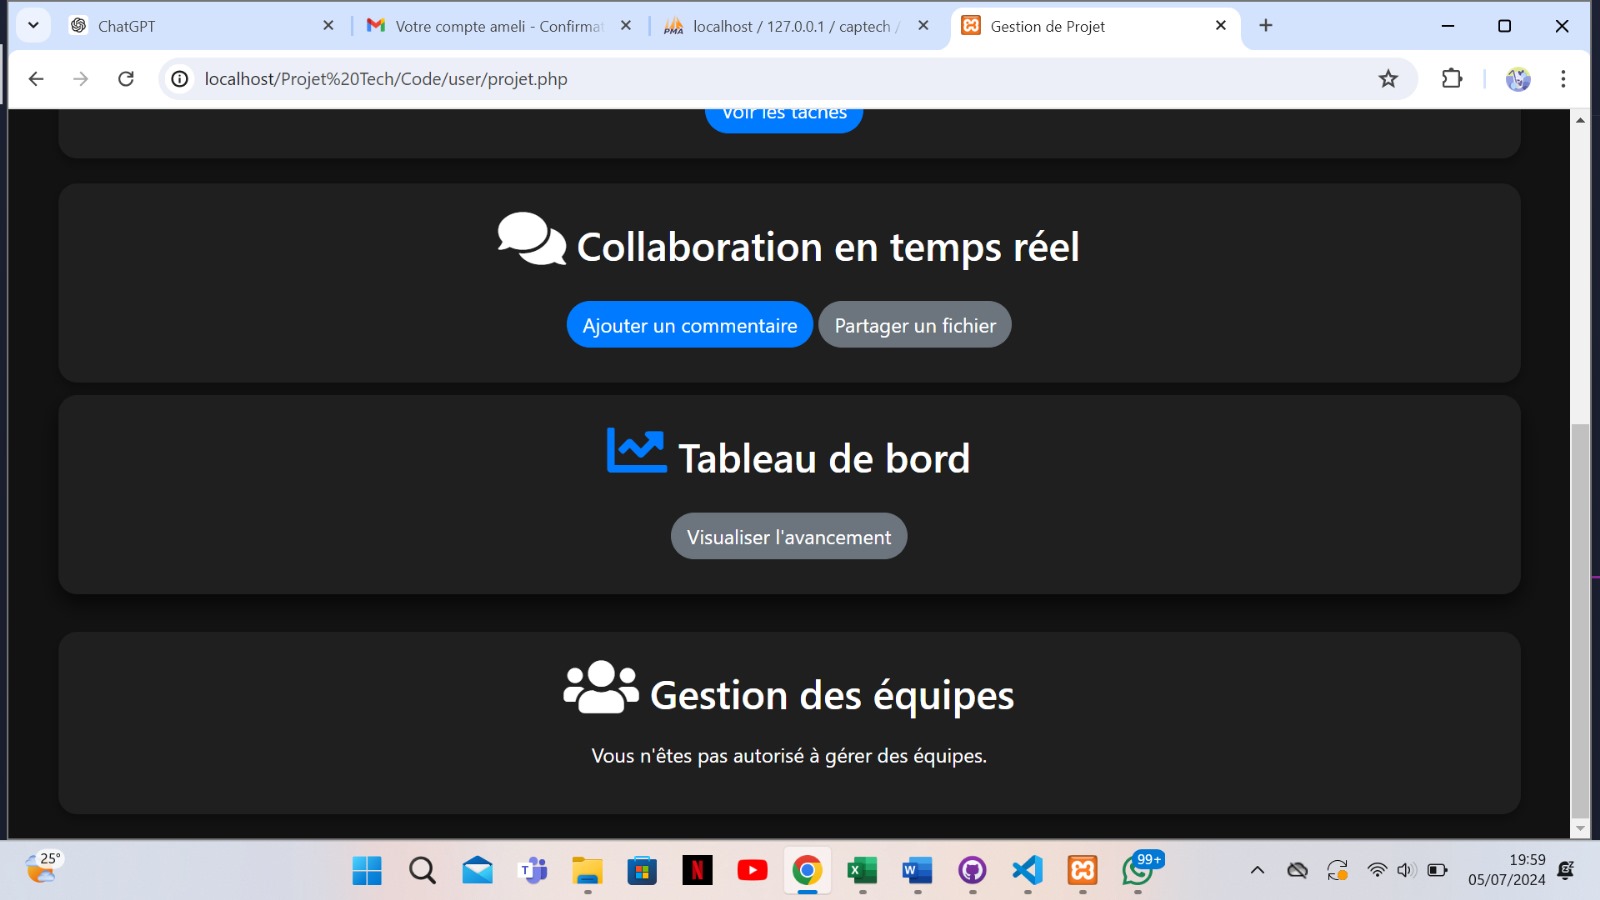 ChatGPT
Votre compte ameli - Confirmat
PMA
localhost / 127.0.0.1 / captech /
Gestion de Projet
localhost/Projet%20Tech/Code/user/projet.php
Voir les tâches
Collaboration en temps réel
Ajouter un commentaire
Partager un fichier
Tableau de bord
Visualiser l'avancement
Gestion des équipes
Vous n'êtes pas autorisé à gérer des équipes.
25°
99+
19:59
05/07/2024